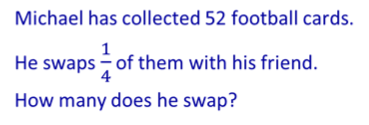 Michael has collected 52 football cards.
He swaps 1/4 of them with his friend.
How many does he swap?